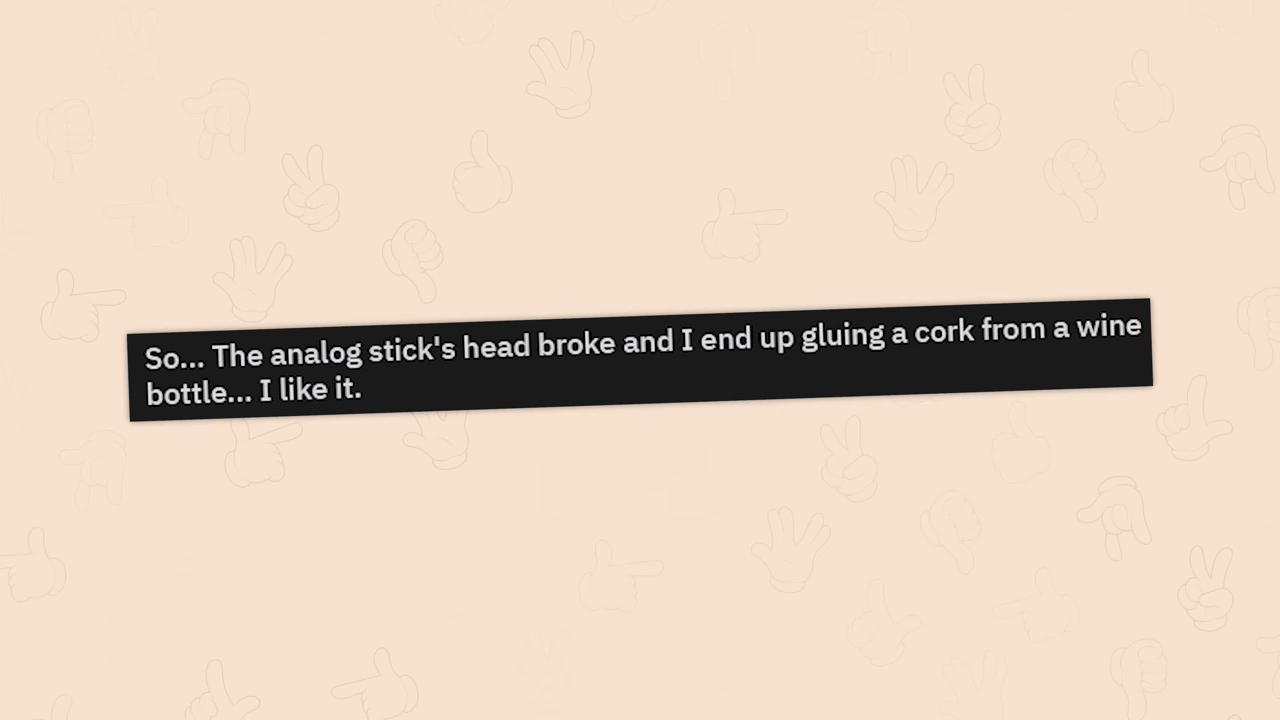 So... The analog stick's head broke and I end up gluing a cork from a wine
bottle... I like it.